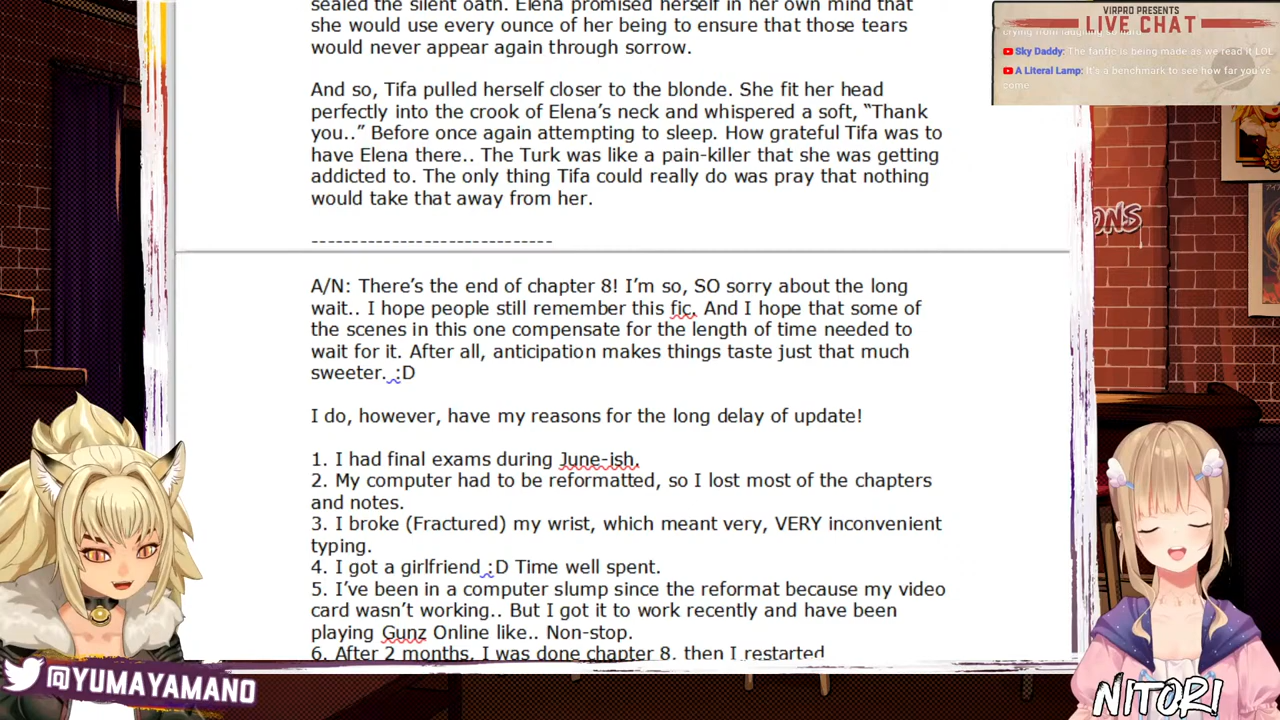 sealed the silent oath. Elena promised herself in her own mind that
she would use every ounce of her being to ensure that those tears
would never appear again through sorrow.
And so, Tifa pulled herself closer to the blonde. She fit her head
perfectly into the crook of Elena’s neck and whispered a soft, “Thank
you..” Before once again attempting to sleep. How grateful Tifa was to
have Elena there.. The Turk was like a pain-killer that she was getting
addicted to. The only thing Tifa could really do was pray that nothing
would take that away from her.
-----------------------------
A/N: There’s the end of chapter 8! I’m so, SO sorry about the long
wait.. I hope people still remember this fic. And I hope that some of
the scenes in this one compensate for the length of time needed to
wait for it. After all, anticipation makes things taste just that much
sweeter. :D
I do, however, have my reasons for the long delay of update!
1. I had final exams during June-ish.
2. My computer had to be reformatted, so I lost most of the chapters
and notes.
3. I broke (Fractured) my wrist, which meant very, VERY inconvenient
typing.
4. I got a girlfriend :D Time well spent.
5. I’ve been in a computer slump since the reformat because my video
card wasn’t working.. But I got it to work recently and have been
playing Gunz Online like.. Non-stop.
6. After 2 months, I was done chapter 8, then I restarted
VIRPRO PRESENTS
LIVE CHAT
crying from laughing so hard
Sky Daddy: The fanfic is being made as we read it LOL
A Literal Lamp: It's a benchmark to see how far you've
come
ONS
@YUMAYAMANO
NITORI